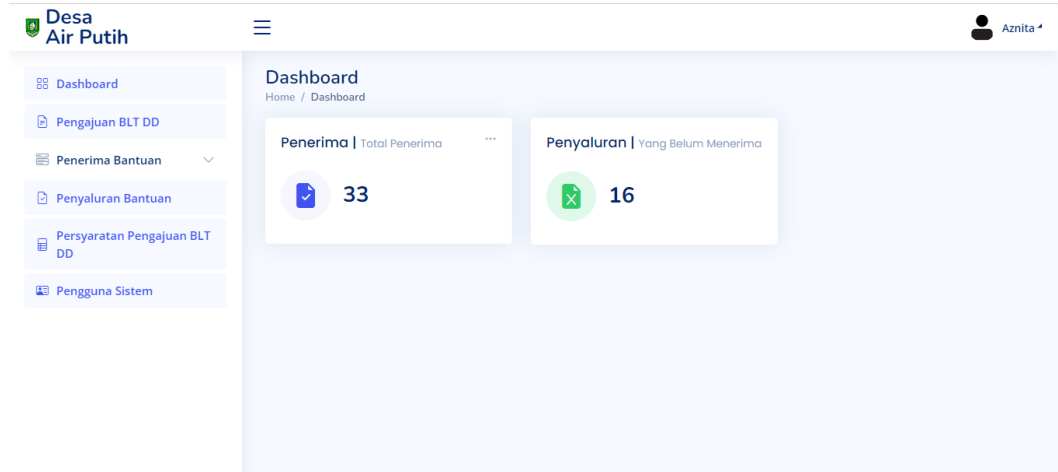 Desa
Air Putih
Aznita
Dashboard
Pengajuan BLT DD
Penerima Bantuan
Penyaluran Bantuan
Persyaratan Pengajuan BLT
DD
Pengguna Sistem
Dashboard
Home / Dashboard
Penerima | Total Penerima
33
Penyaluran | Yang Belum Menerima
16